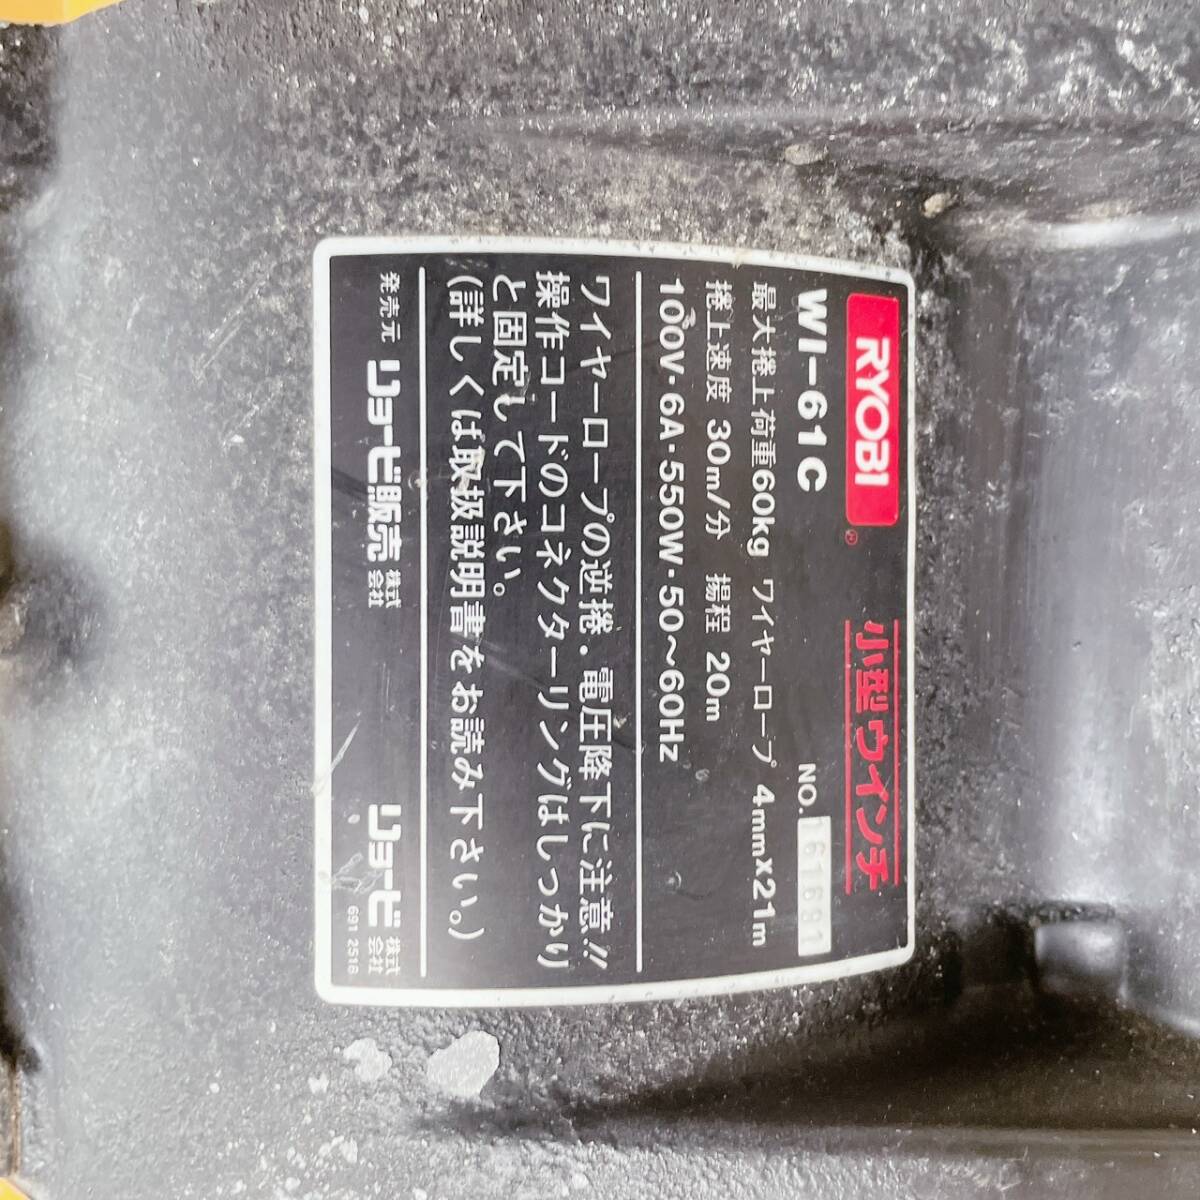 RYOBI® 小型ウインチ
WI-61C NO. 161691
最大捲上荷重60kg ワイヤーロープ 4mmx21m
捲上速度 30m/分 揚程 20m
100V・6A・550W・50〜60Hz
ワイヤーロープの逆捲・電圧降下に注意!!
操作コードのコネクターリングはしっかり
と固定して下さい。
(詳しくは取扱説明書をお読み下さい。)
発売元 リョービ販売株式会社 リョービ株式会社
691 2518